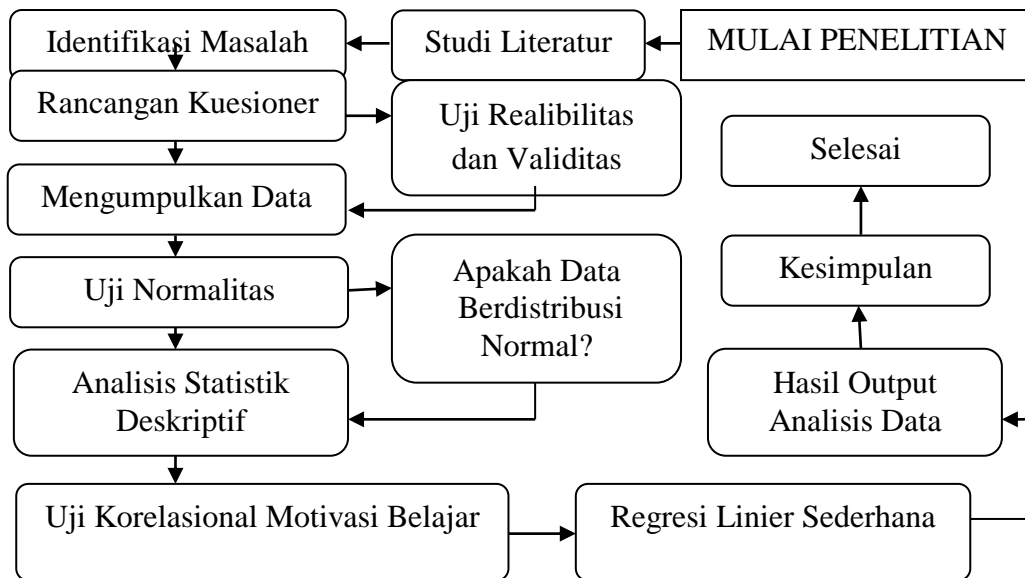 Identifikasi Masalah
Studi Literatur
MULAI PENELITIAN
Rancangan Kuesioner
Uji Realibilitas
dan Validitas
Selesai
Mengumpulkan Data
Uji Normalitas
Apakah Data
Berdistribusi
Normal?
Kesimpulan
Analisis Statistik
Deskriptif
Hasil Output
Analisis Data
Uji Korelasional Motivasi Belajar
Regresi Linier Sederhana